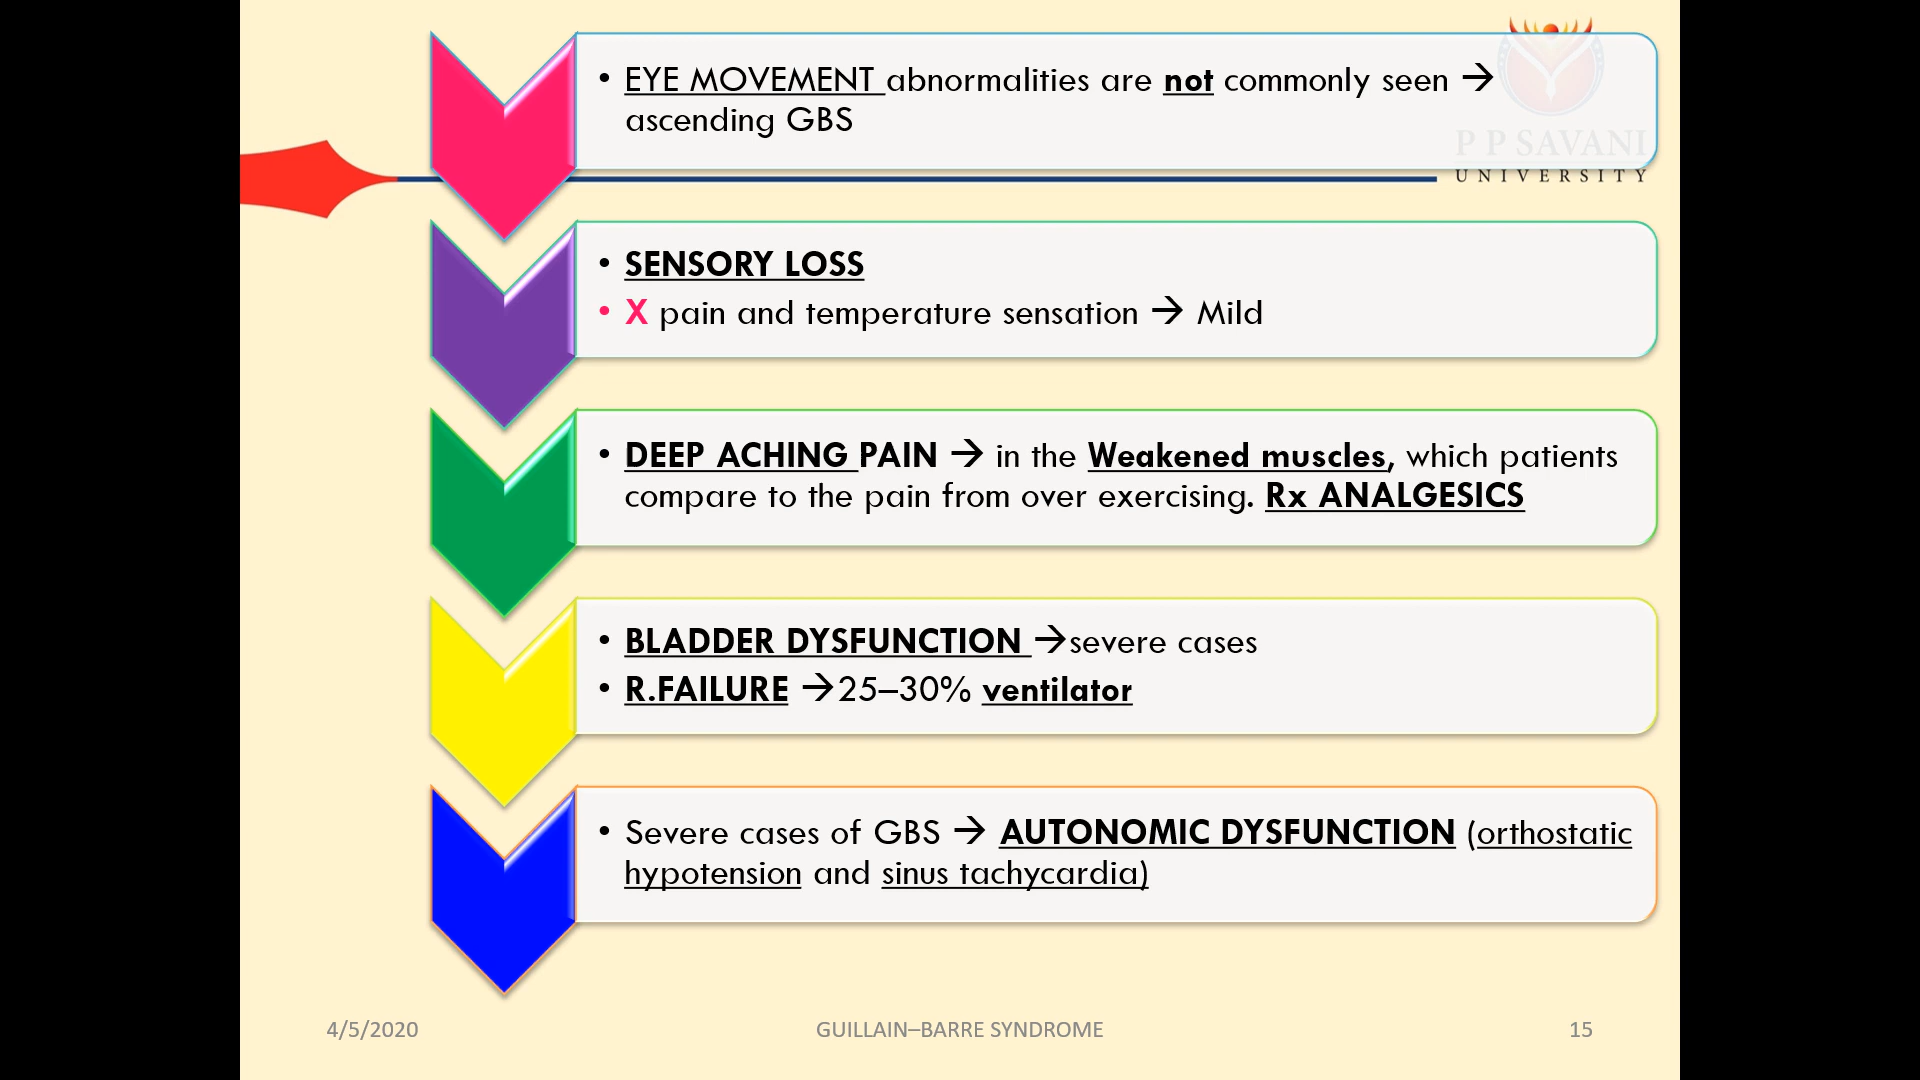 • EYE MOVEMENT abnormalities are not commonly seen →
ascending GBS
P P SAVANI
UNIVERSITY
• SENSORY LOSS
• X pain and temperature sensation → Mild
• DEEP ACHING PAIN → in the Weakened muscles, which patients
compare to the pain from over exercising. Rx ANALGESICS
• BLADDER DYSFUNCTION →severe cases
• R.FAILURE →25–30% ventilator
• Severe cases of GBS → AUTONOMIC DYSFUNCTION (orthostatic
hypotension and sinus tachycardia)
4/5/2020
GUILLAIN–BARRE SYNDROME
15